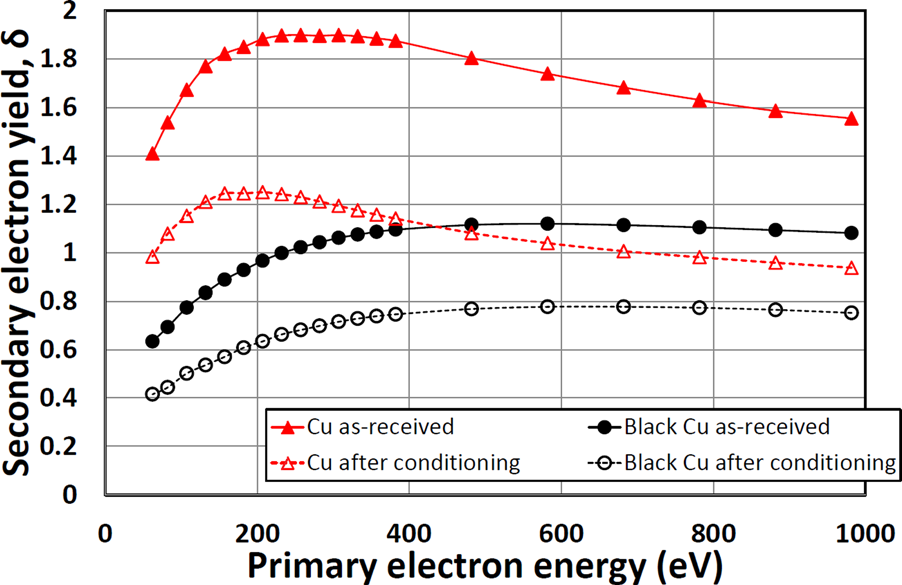 Secondary electron yield, δ
2
1.8
1.6
1.4
1.2
1
0.8
0.6
0.4
0.2
0
Cu as-received
Black Cu as-received
Cu after conditioning
Black Cu after conditioning
0 200 400 600 800 1000
Primary electron energy (eV)